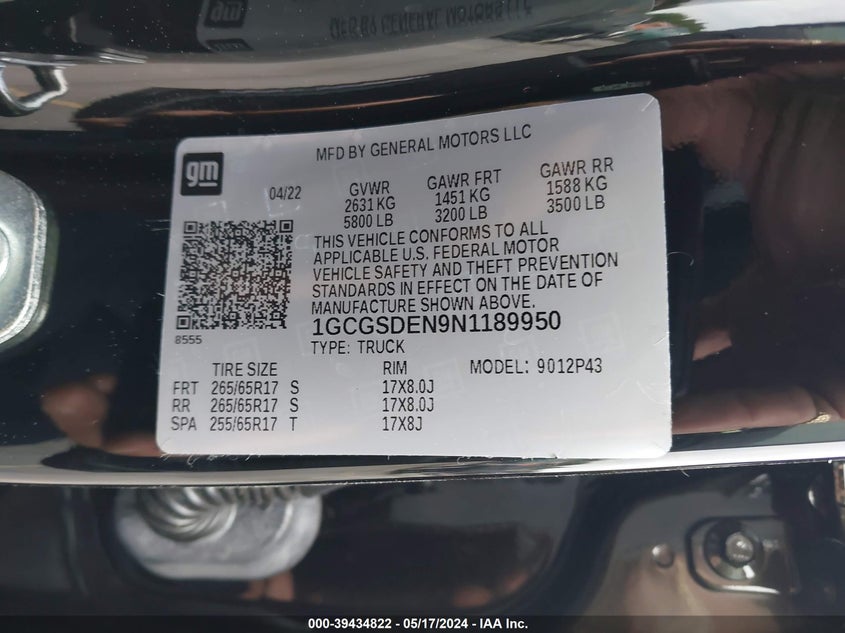 MFD BY GENERAL MOTORS LLC
gm
04/22
GVWR
2631 KG
5800 LB
GAWR FRT
1451 KG
3200 LB
GAWR RR
1588 KG
3500 LB
THIS VEHICLE CONFORMS TO ALL
APPLICABLE U.S. FEDERAL MOTOR
VEHICLE SAFETY AND THEFT PREVENTION
STANDARDS IN EFFECT ON THE DATE OF
MANUFACTURE SHOWN ABOVE.
8555
1GCGSDEN9N1189950
TYPE: TRUCK
TIRE SIZE RIM MODEL: 9012P43
FRT 265/65R17 S 17X8.0J
RR 265/65R17 S 17X8.0J
SPA 255/65R17 T 17X8J
000-39434822 - 05/17/2024 - IAA Inc.